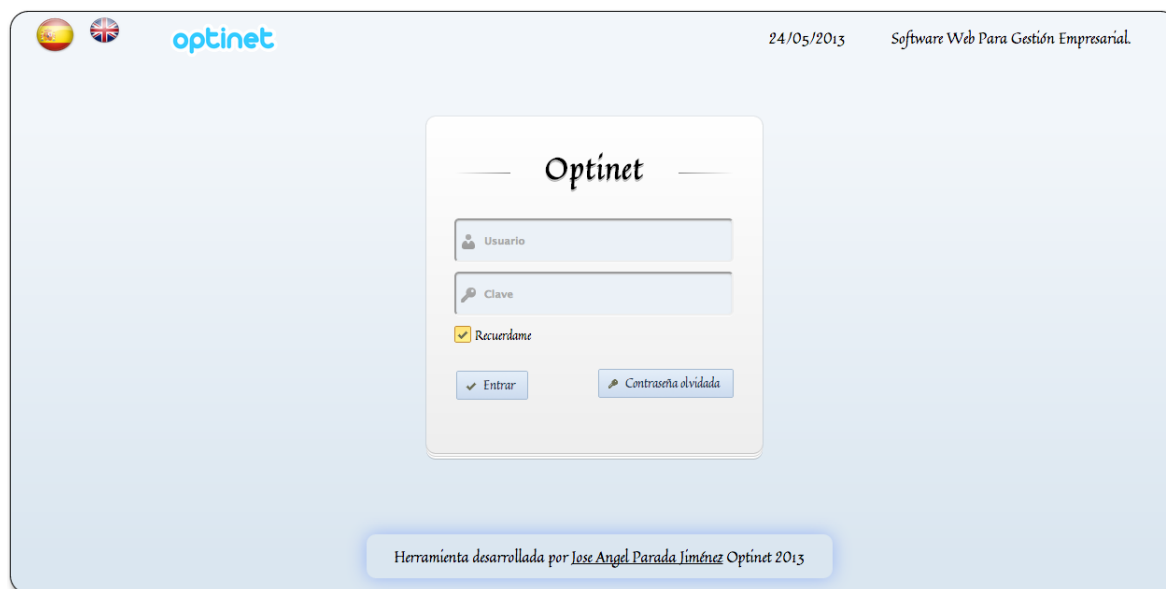 optinet
24/05/2013
Software Web Para Gestión Empresarial.
Optinet
Usuario
Clave
Recuerdame
Entrar
Contraseña olvidada
Herramienta desarrollada por Jose Angel Parada Jiménez Optinet 2013